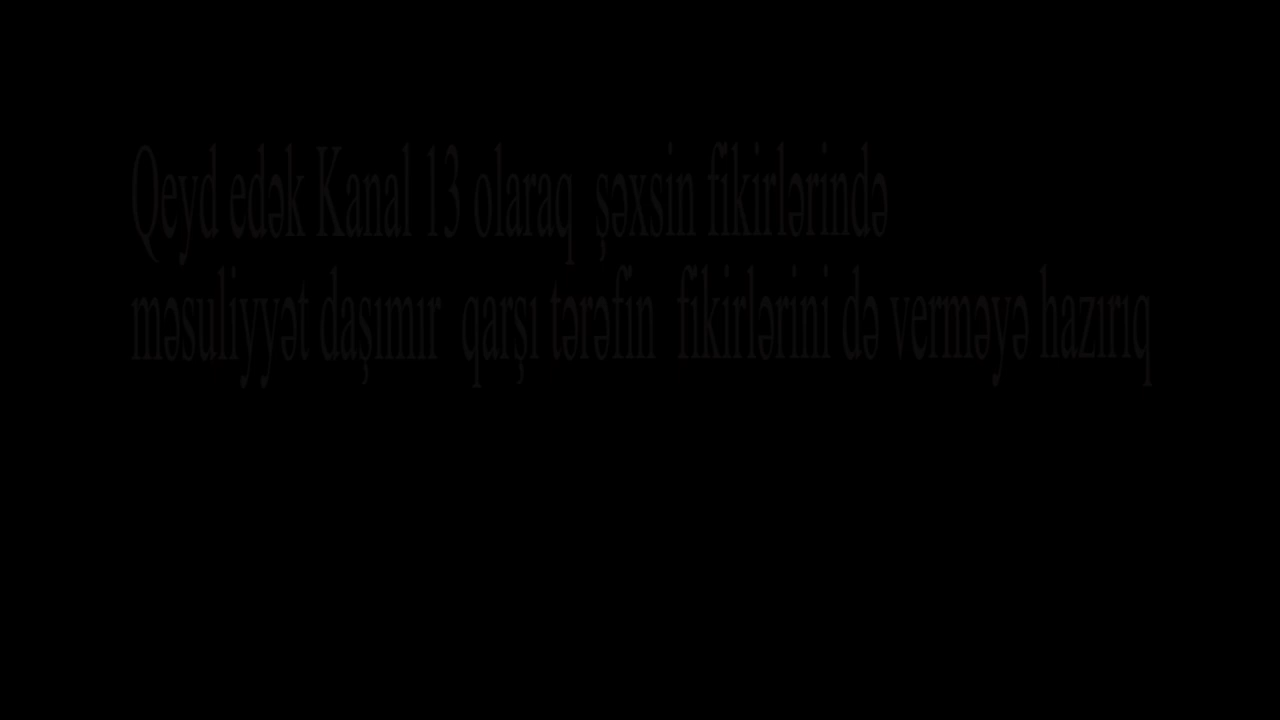 Qeyd edək Kanal 13 olaraq şəxsin fikirlərində
məsuliyyət daşımır qarşı tərəfin fikirlərini də verməyə hazırıq